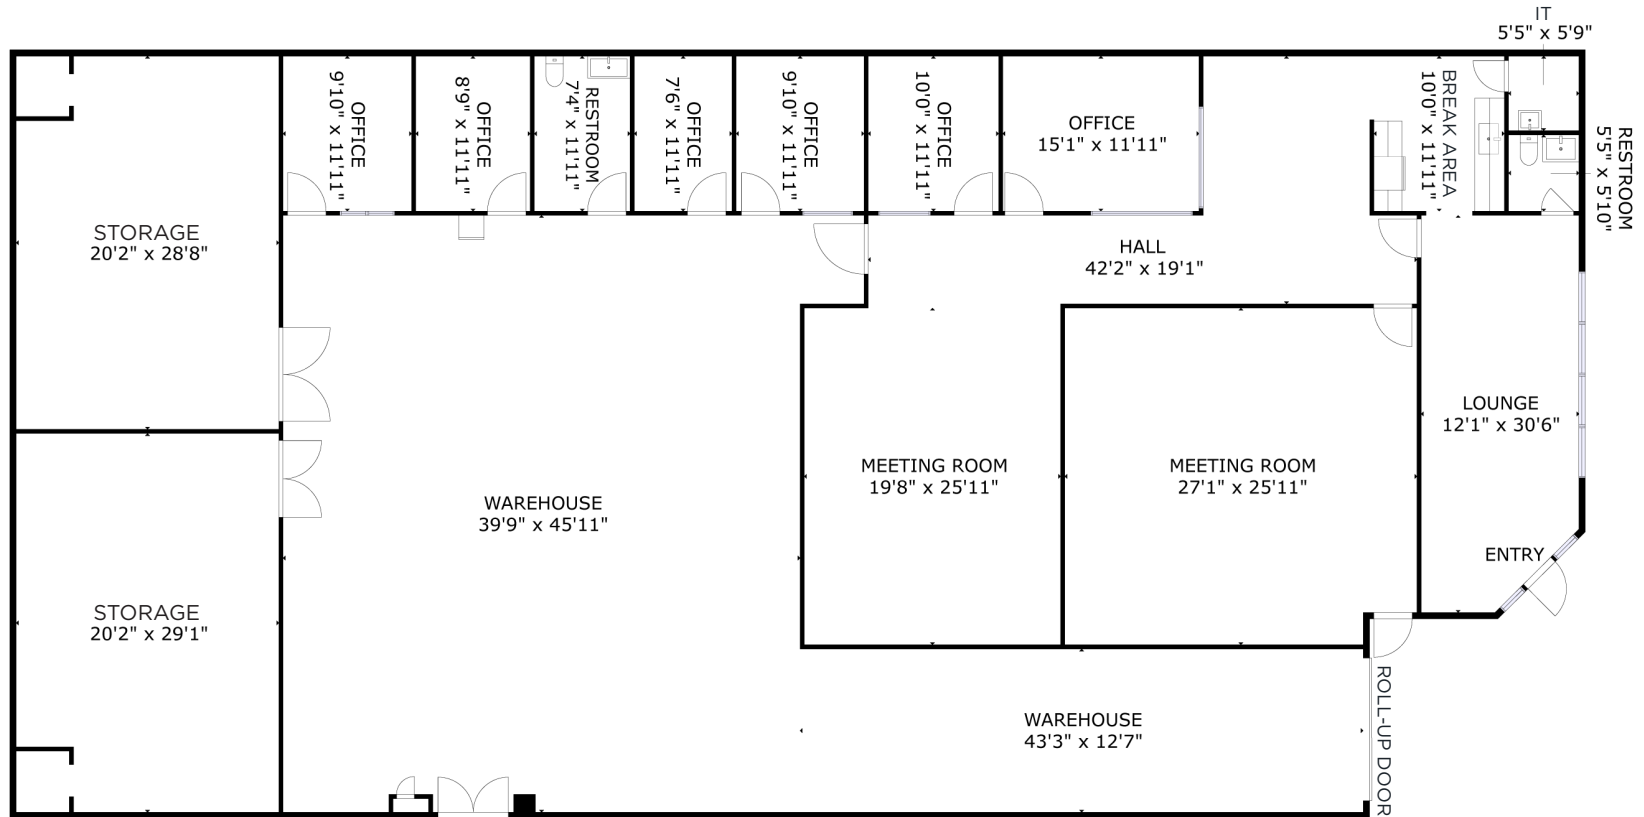 IT
5'5" x 5'9"
OFFICE
9'10" x 11'11"
OFFICE
8'9" x 11'11"
RESTROOM
7'4" x 11'11"
OFFICE
7'6" x 11'11"
OFFICE
9'10" x 11'11"
OFFICE
10'0" x 11'11"
OFFICE
15'1" x 11'11"
BREAK AREA
10'0" x 11'11"
RESTROOM
5'5" x 5'10"
STORAGE
20'2" x 28'8"
HALL
42'2" x 19'1"
LOUNGE
12'1" x 30'6"
MEETING ROOM
19'8" x 25'11"
MEETING ROOM
27'1" x 25'11"
WAREHOUSE
39'9" x 45'11"
ENTRY
STORAGE
20'2" x 29'1"
WAREHOUSE
43'3" x 12'7"
ROLL-UP DOOR